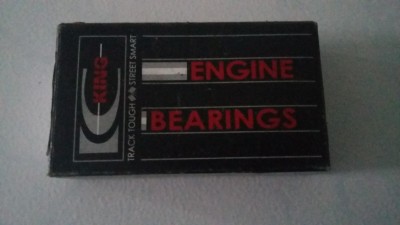 KING
TRACK TOUGH STREET SMART
ENGINE
BEARINGS